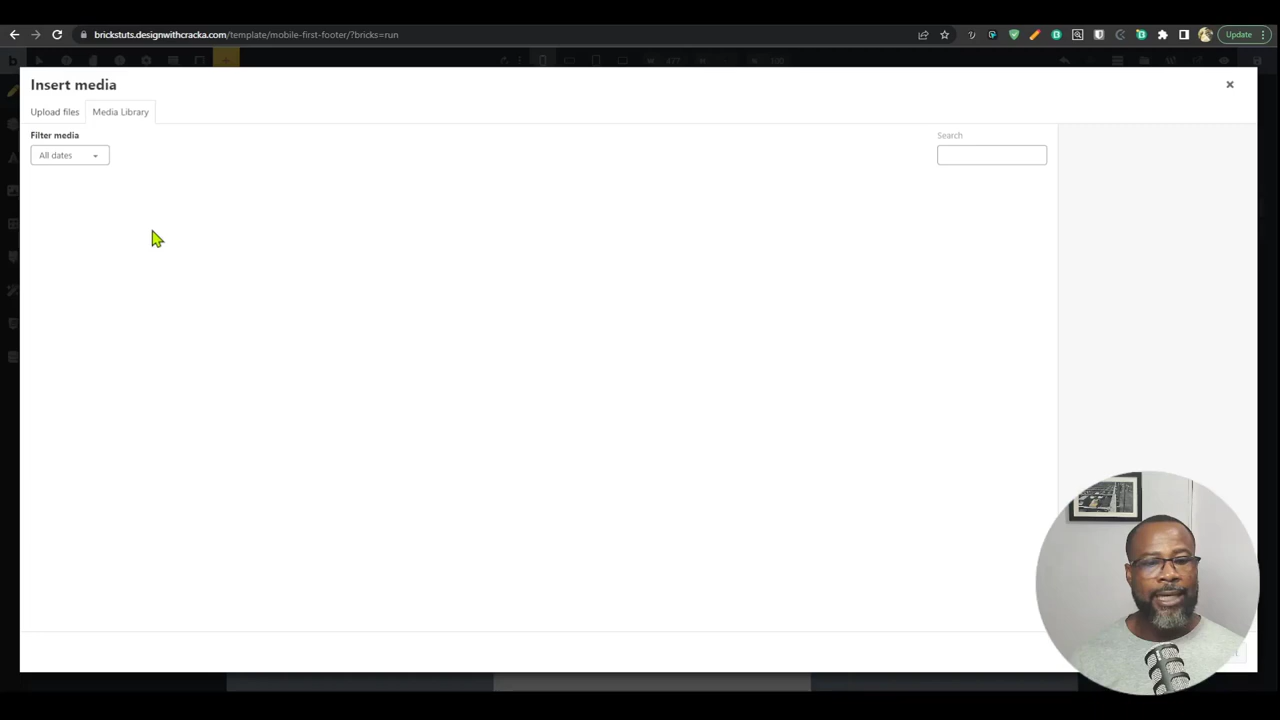 brickstuts.designwithcracka.com/template/mobile-first-footer/?bricks=run
Update
Insert media
Upload files
Media Library
Filter media
Search
All dates